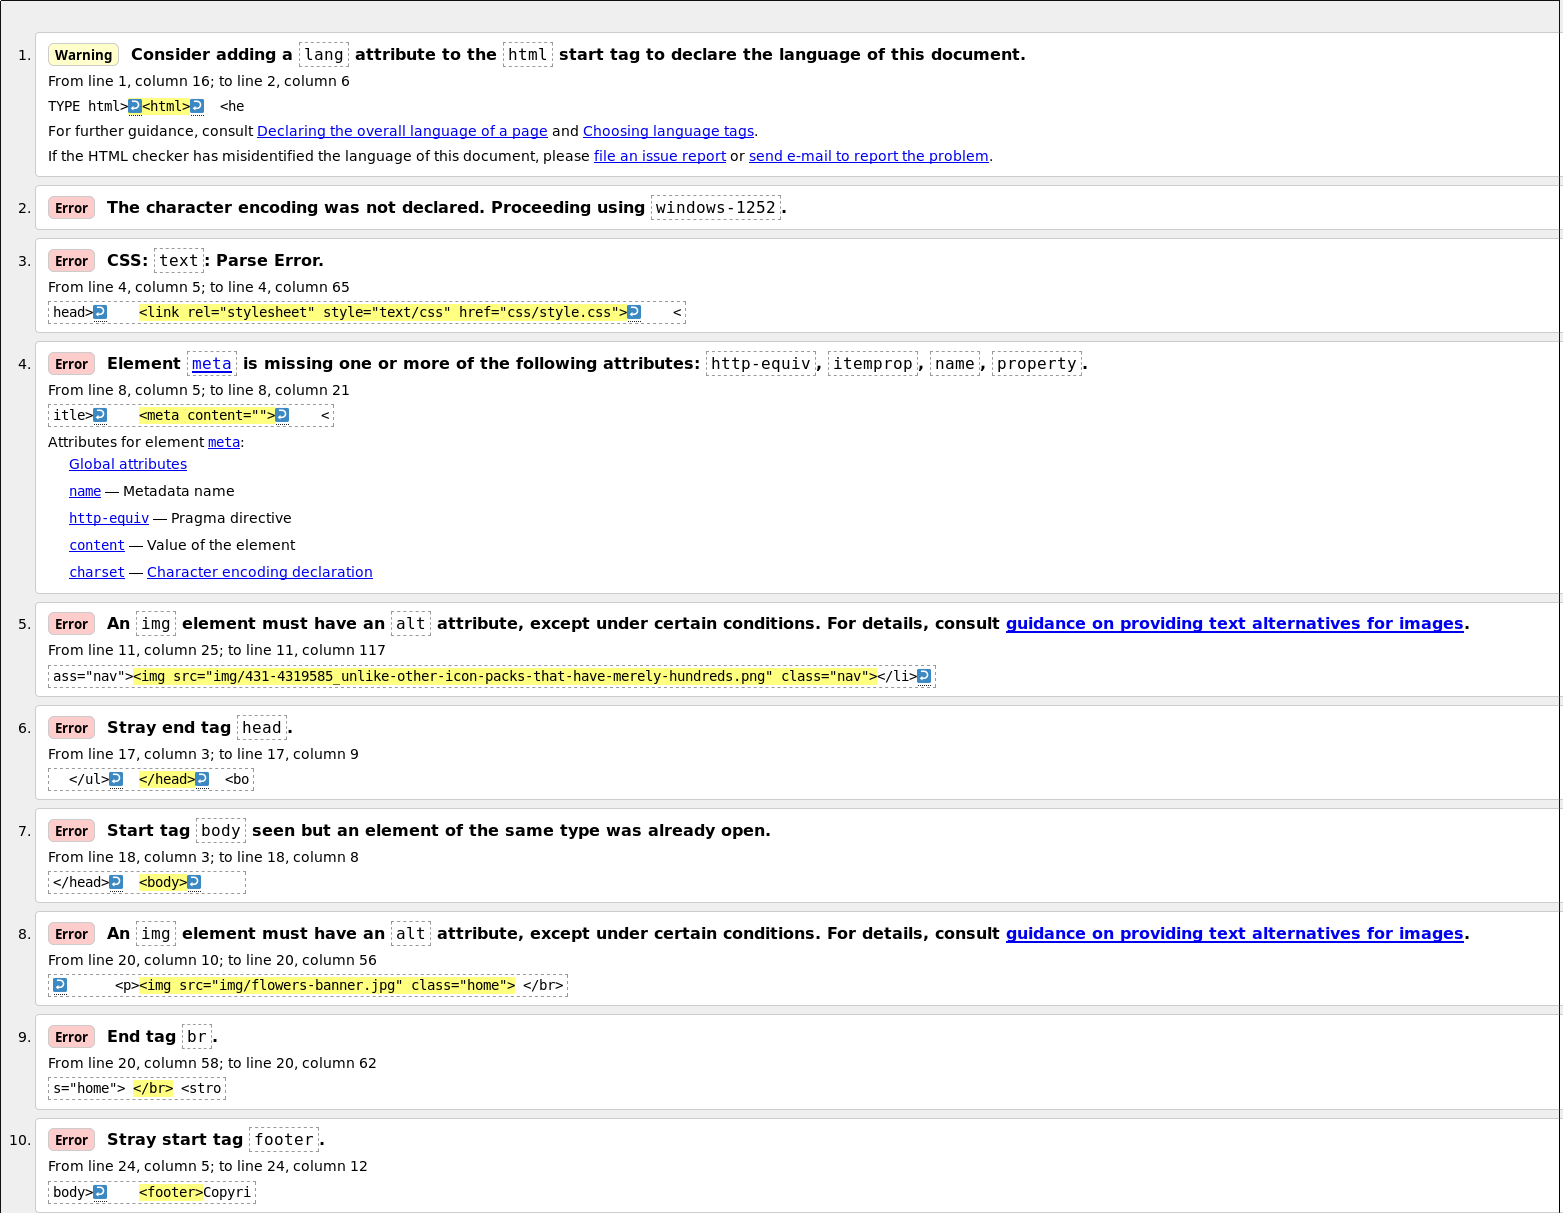 1. Warning Consider adding a lang attribute to the html start tag to declare the language of this document.
From line 1, column 16; to line 2, column 6
TYPE html>↩<html>↩  <he
For further guidance, consult Declaring the overall language of a page and Choosing language tags.
If the HTML checker has misidentified the language of this document, please file an issue report or send e-mail to report the problem.
2. Error The character encoding was not declared. Proceeding using windows-1252.
3. Error CSS: text: Parse Error.
From line 4, column 5; to line 4, column 65
head>↩    <link rel="stylesheet" style="text/css" href="css/style.css">↩    <
4. Error Element meta is missing one or more of the following attributes: http-equiv, itemprop, name, property.
From line 8, column 5; to line 8, column 21
itle>↩    <meta content="">↩    <
Attributes for element meta:
Global attributes
name — Metadata name
http-equiv — Pragma directive
content — Value of the element
charset — Character encoding declaration
5. Error An img element must have an alt attribute, except under certain conditions. For details, consult guidance on providing text alternatives for images.
From line 11, column 25; to line 11, column 117
ass="nav"><img src="img/431-4319585_unlike-other-icon-packs-that-have-merely-hundreds.png" class="nav"></li>↩
6. Error Stray end tag head.
From line 17, column 3; to line 17, column 9
</ul>↩  </head>↩  <bo
7. Error Start tag body seen but an element of the same type was already open.
From line 18, column 3; to line 18, column 8
</head>↩  <body>↩
8. Error An img element must have an alt attribute, except under certain conditions. For details, consult guidance on providing text alternatives for images.
From line 20, column 10; to line 20, column 56
↩      <p><img src="img/flowers-banner.jpg" class="home"> </br>
9. Error End tag br.
From line 20, column 58; to line 20, column 62
s="home"> </br> <stro
10. Error Stray start tag footer.
From line 24, column 5; to line 24, column 12
body>↩    <footer>Copyri